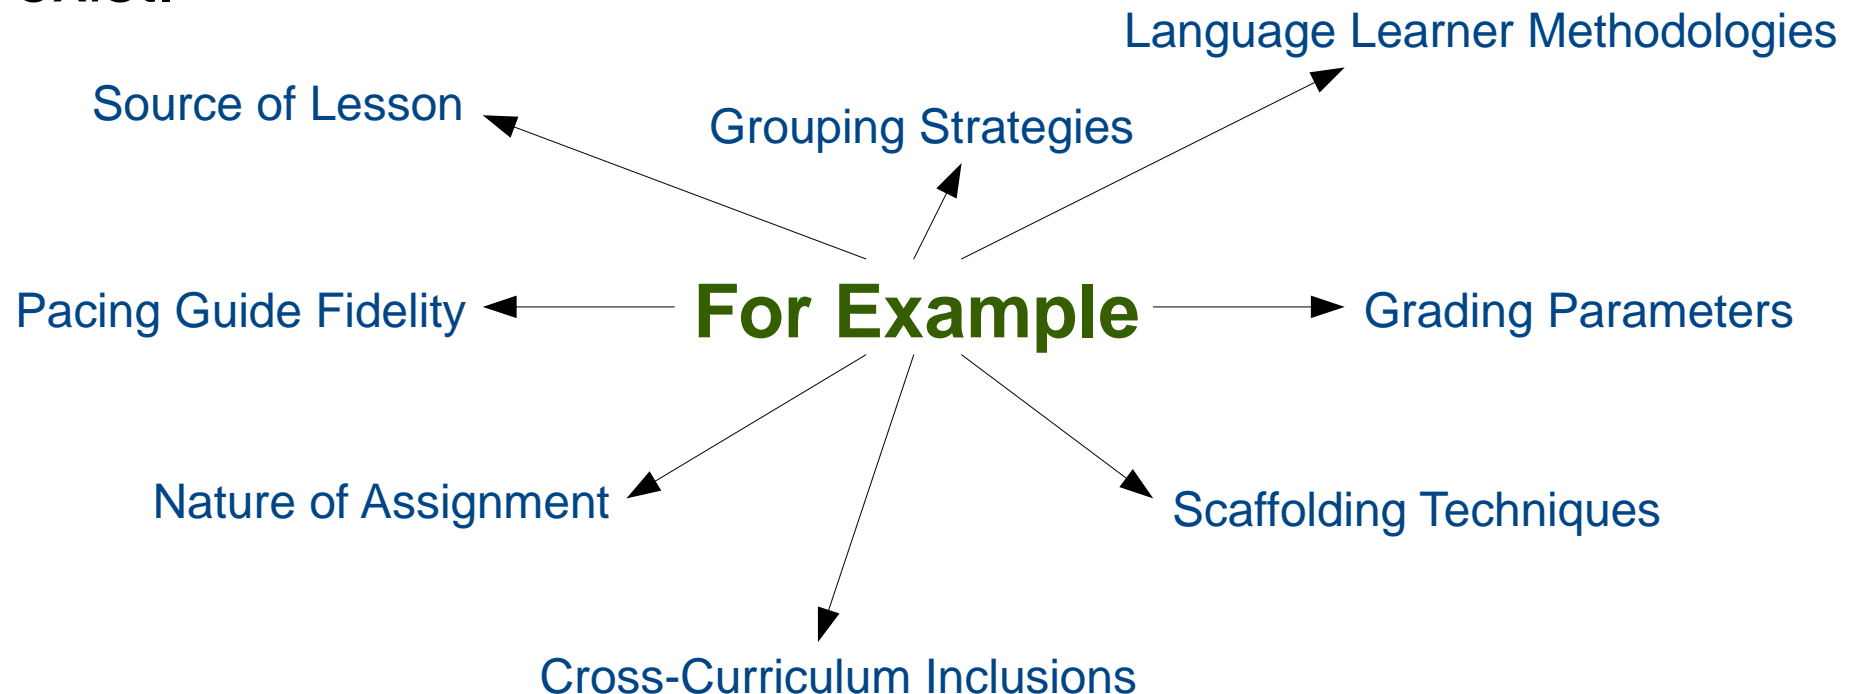 exist.
Language Learner Methodologies
Source of Lesson
Grouping Strategies
Pacing Guide Fidelity
For Example
Grading Parameters
Nature of Assignment
Scaffolding Techniques
Cross-Curriculum Inclusions